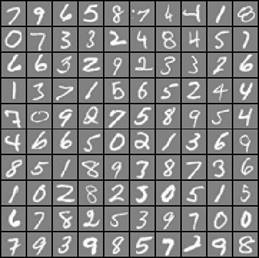 7 9 6 5 8 7 4 4 1 8
0 7 3 3 2 4 8 4 5 1
6 6 3 2 9 2 3 3 2 6
1 3 7 1 5 6 5 2 4 4
7 0 9 2 7 5 8 9 5 4
4 6 6 5 0 2 1 3 6 9
8 5 1 8 9 3 8 7 3 6
1 0 2 8 2 3 0 5 1 5
6 7 8 2 5 3 9 7 0 0
7 9 3 9 8 5 7 2 9 8